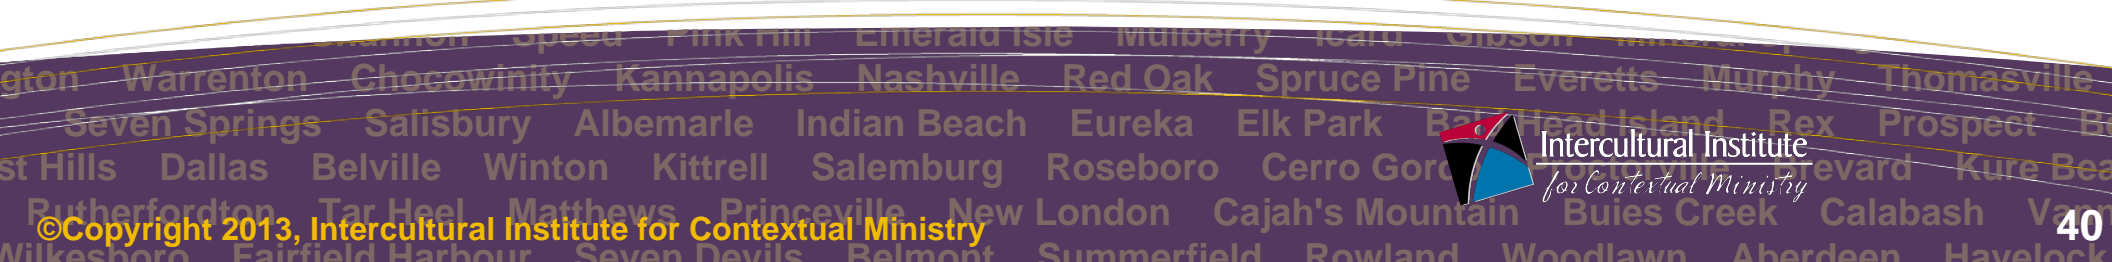 Shannon Speed Pink Hill Emerald Isle Mulberry Icard Gibson
gton Warrenton Chocowinity Kannapolis Nashville Red Oak Spruce Pine Everetts Murphy Thomasville
Seven Springs Salisbury Albemarle Indian Beach Eureka Elk Park Bald Head Island Rex Prospect Be
st Hills Dallas Belville Winton Kittrell Salemburg Roseboro Cerro Gord Proctorville Brevard Kure Bea
Intercultural Institute
for Contextual Ministry
Rutherfordton Tar Heel Matthews Princeville New London Cajah's Mountain Buies Creek Calabash Van
©Copyright 2013, Intercultural Institute for Contextual Ministry
40
Wilkesboro Fairfield Harbour Seven Devils Belmont Summerfield Rowland Woodlawn Aberdeen Havelock